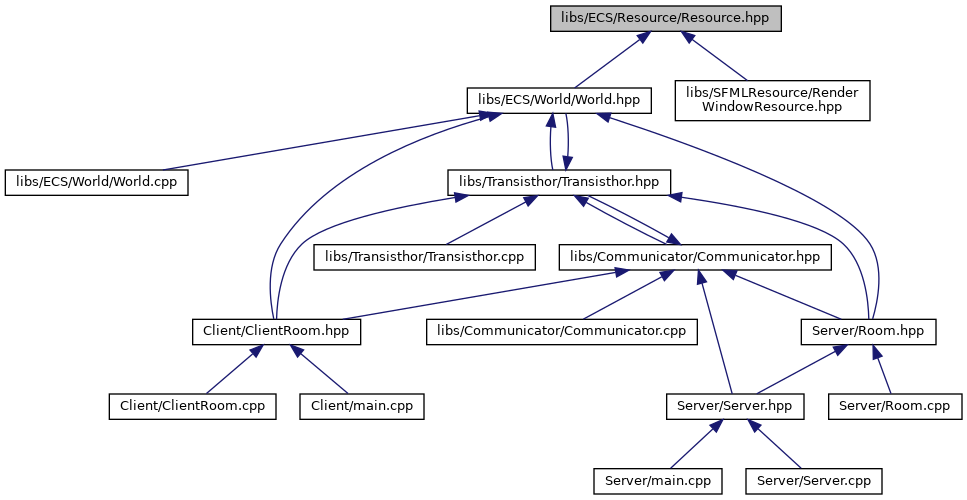 libs/ECS/Resource/Resource.hpp
libs/ECS/World/World.hpp
libs/SFMLResource/Render
WindowResource.hpp
libs/ECS/World/World.cpp
libs/Transisthor/Transisthor.hpp
libs/Transisthor/Transisthor.cpp
libs/Communicator/Communicator.hpp
Client/ClientRoom.hpp
libs/Communicator/Communicator.cpp
Server/Room.hpp
Client/ClientRoom.cpp
Client/main.cpp
Server/Server.hpp
Server/Room.cpp
Server/main.cpp
Server/Server.cpp